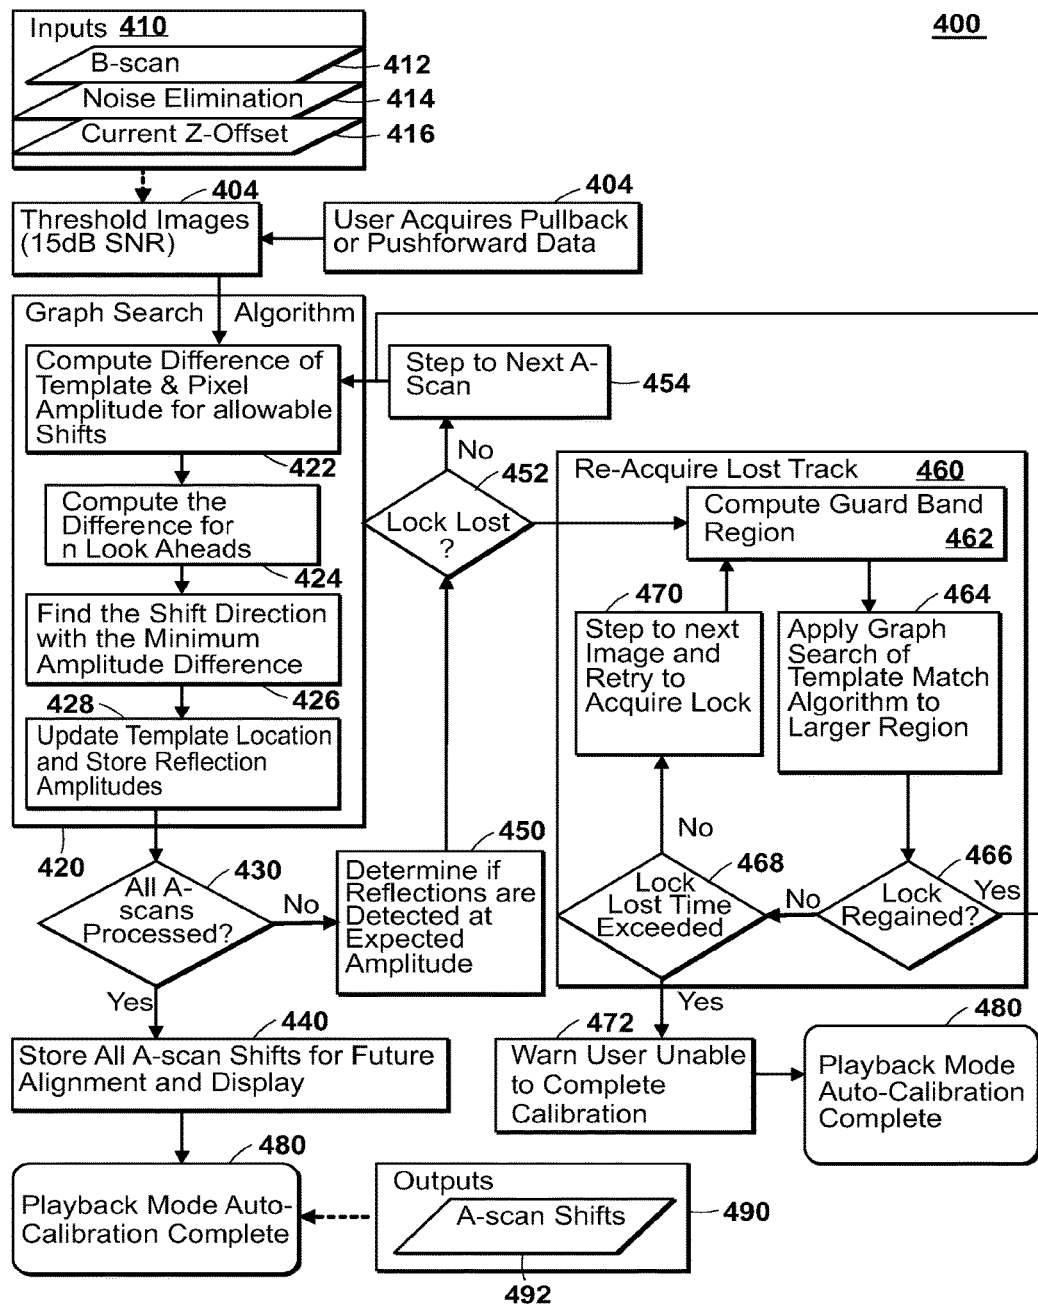 400
Inputs 410
B-scan
412
Noise Elimination
414
Current Z-Offset
416
404
Threshold Images
(15dB SNR)
404
User Acquires Pullback
or Pushforward Data
Graph Search Algorithm
Compute Difference of
Template & Pixel
Amplitude for allowable
Shifts
422
Compute the
Difference for
n Look Aheads
424
Find the Shift Direction
with the Minimum
Amplitude Difference
426
428
Update Template Location
and Store Reflection
Amplitudes
420
Step to Next A-
Scan
454
No
452
Lock Lost
?
Re-Acquire Lost Track 460
Compute Guard Band
Region
462
470
Step to next
Image and
Retry to
Acquire Lock
464
Apply Graph
Search of
Template Match
Algorithm to
Larger Region
No
468
Lock
Lost Time
Exceeded
No
466
Lock
Regained?
Yes
430
All A-
scans
Processed?
No
450
Determine if
Reflections are
Detected at
Expected
Amplitude
Yes
Yes
440
Store All A-scan Shifts for Future
Alignment and Display
472
Warn User Unable
to Complete
Calibration
480
Playback Mode
Auto-Calibration
Complete
480
Playback Mode Auto-
Calibration Complete
Outputs
A-scan Shifts
490
492